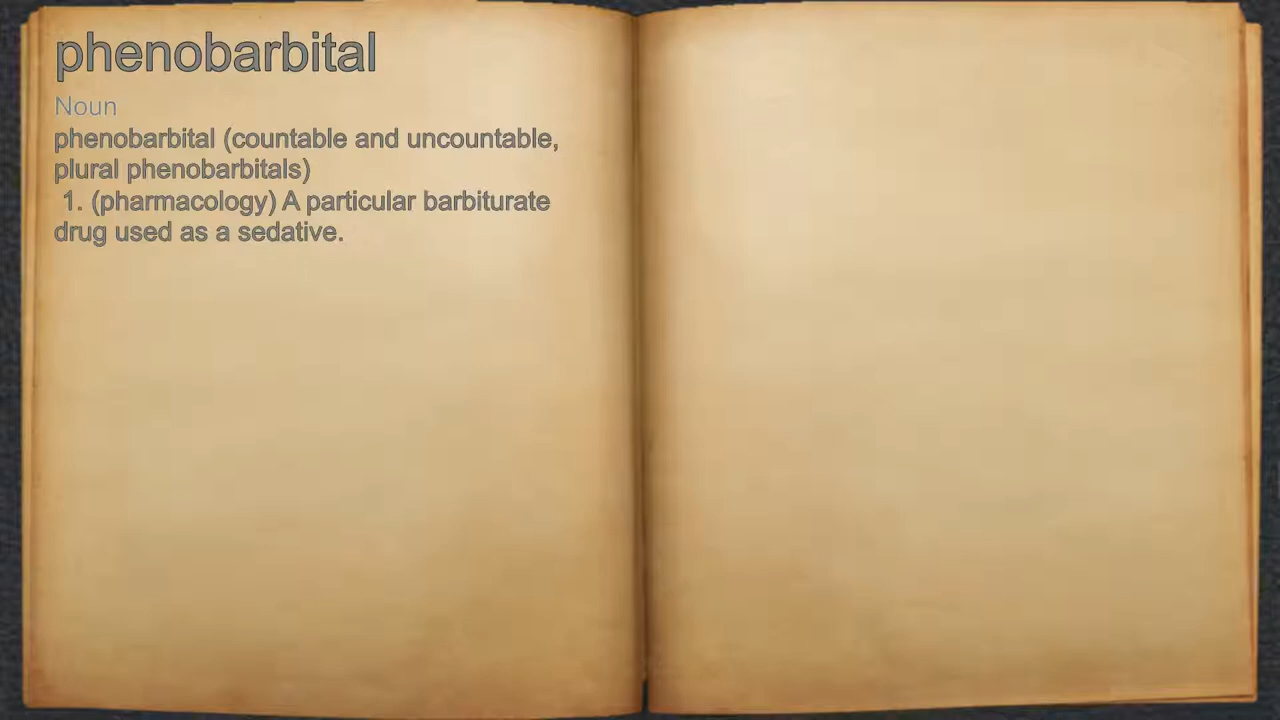 phenobarbital
Noun
phenobarbital (countable and uncountable,
plural phenobarbitals)
1. (pharmacology) A particular barbiturate
drug used as a sedative.